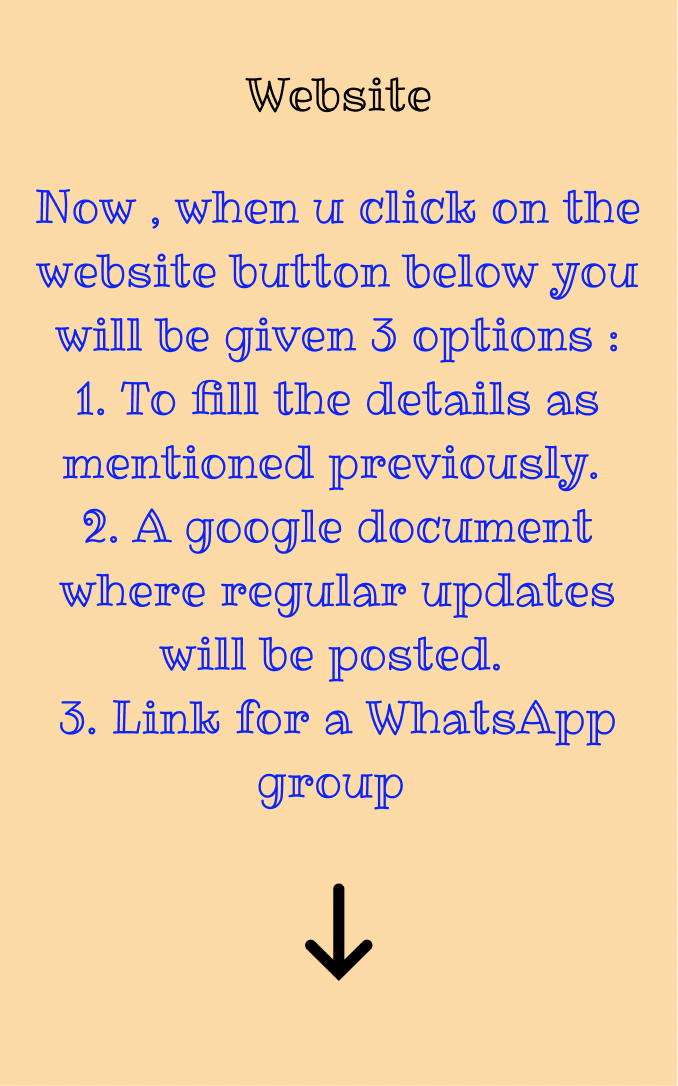 Website
Now , when u click on the
website button below you
will be given 3 options :
1. To fill the details as
mentioned previously.
2. A google document
where regular updates
will be posted.
3. Link for a WhatsApp
group